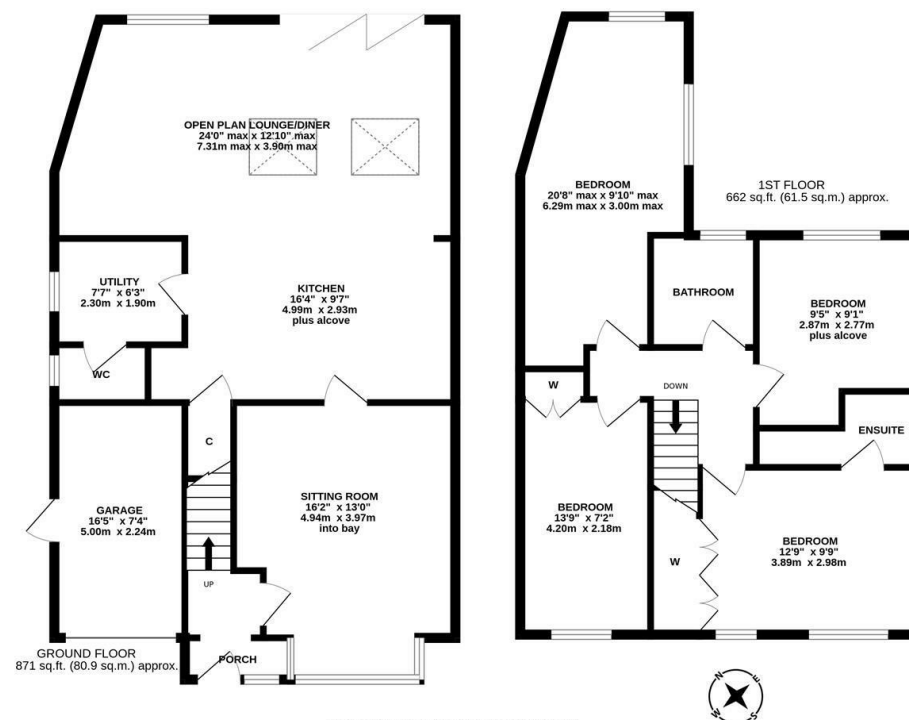 OPEN PLAN LOUNGE/DINER
24'0" max x 12'10" max
7.31m max x 3.90m max
UTILITY
7'7" x 6'3"
2.30m x 1.90m
KITCHEN
16'4" x 9'7"
4.99m x 2.93m
plus alcove
WC
C
GARAGE
16'5" x 7'4"
5.00m x 2.24m
SITTING ROOM
16'2" x 13'0"
4.94m x 3.97m
into bay
UP
PORCH
GROUND FLOOR
871 sq.ft. (80.9 sq.m.) approx.
1ST FLOOR
662 sq.ft. (61.5 sq.m.) approx.
BEDROOM
20'8" max x 9'10" max
6.29m max x 3.00m max
BATHROOM
BEDROOM
9'5" x 9'1"
2.87m x 2.77m
plus alcove
W
DOWN
ENSUITE
BEDROOM
13'9" x 7'2"
4.20m x 2.18m
W
BEDROOM
12'9" x 9'9"
3.89m x 2.98m
N
E
W
S